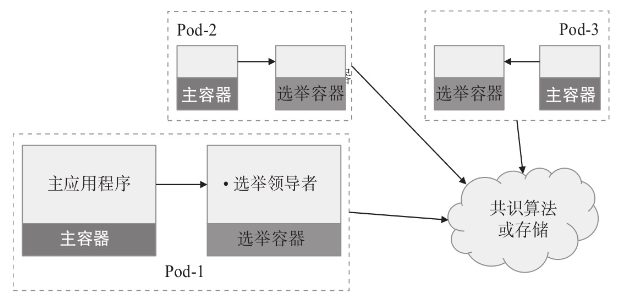 Pod-2
主容器
选举容器
Pod-3
选举容器
主容器
主应用程序
• 选举领导者
主容器
选举容器
Pod-1
共识算法
或存储